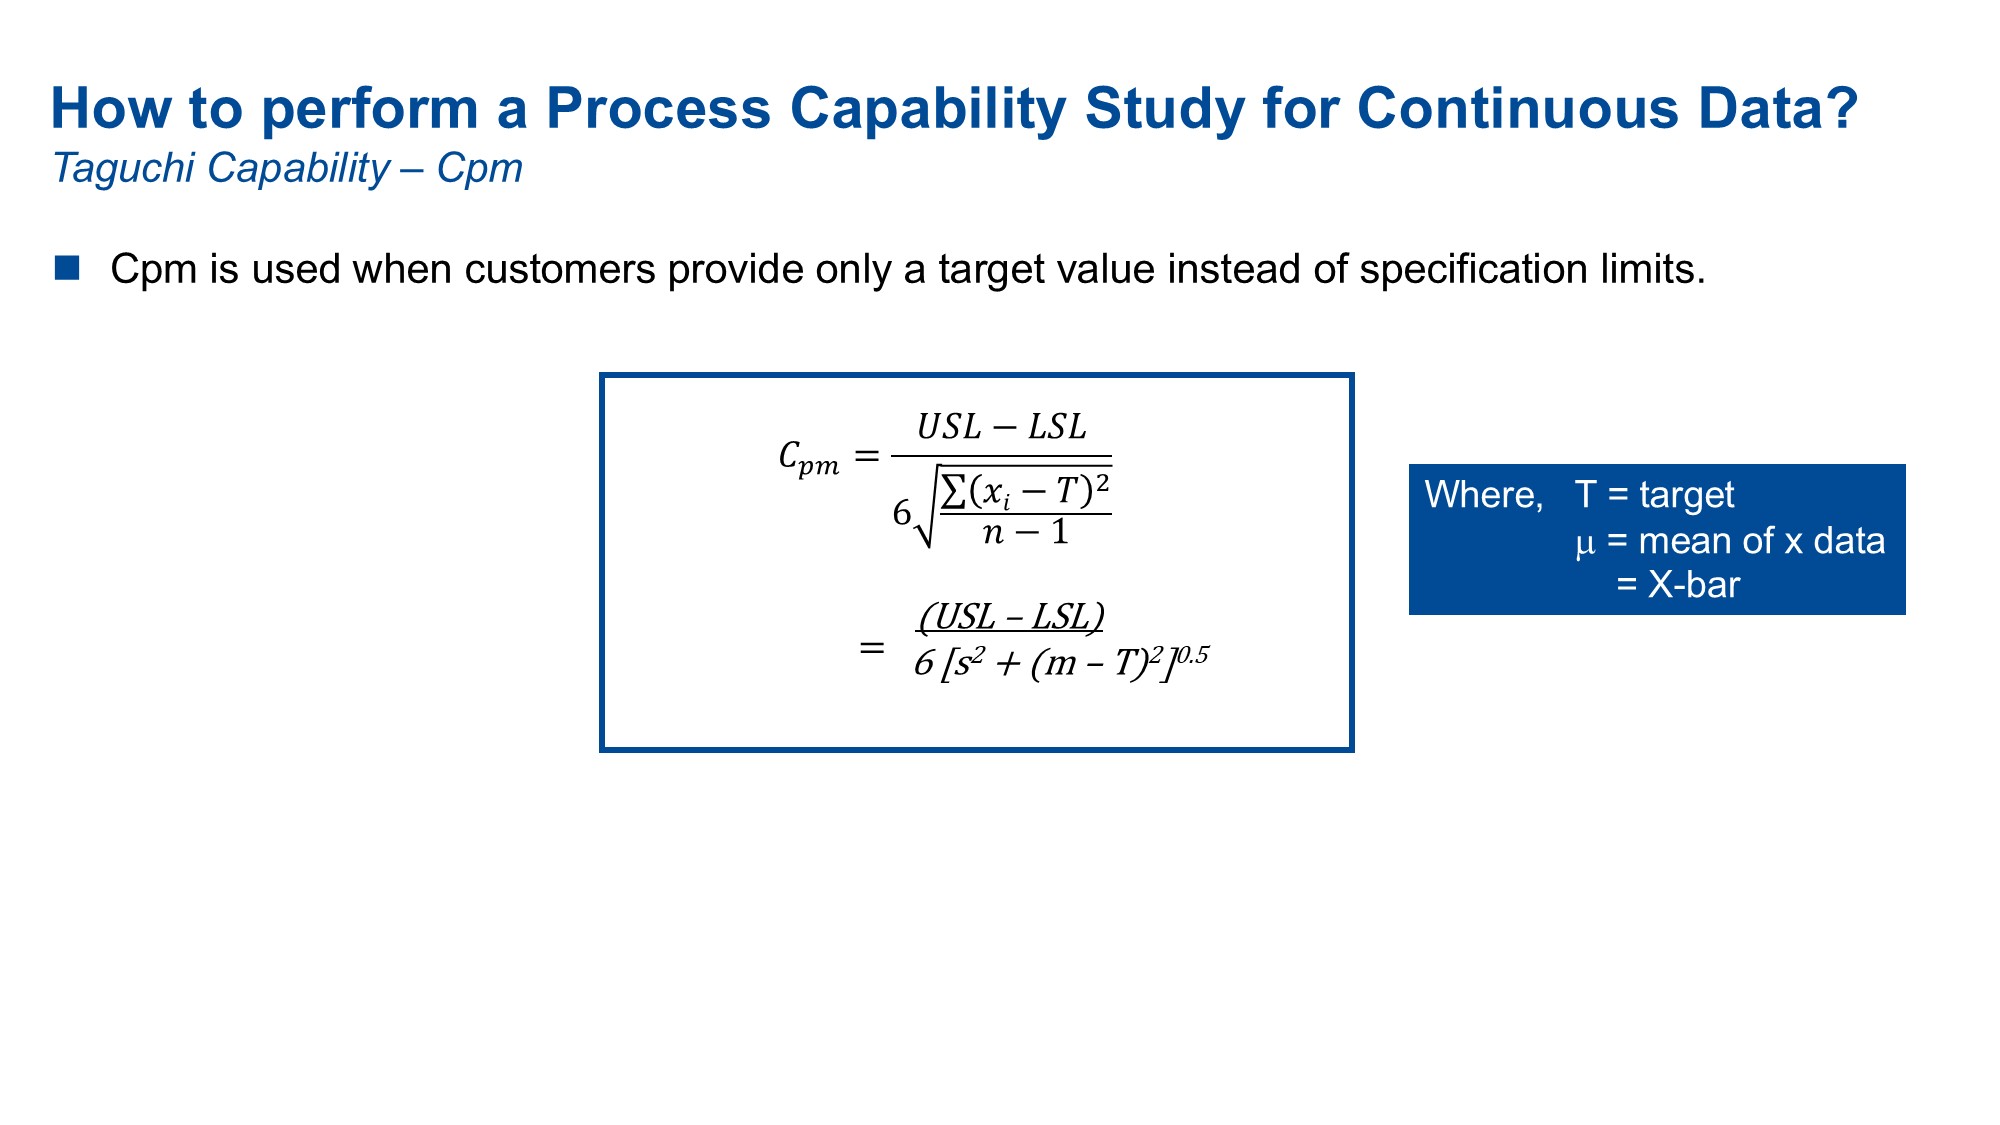 How to perform a Process Capability Study for Continuous Data?
Taguchi Capability – Cpm
Cpm is used when customers provide only a target value instead of specification limits.
USL − LSL
C_pm = 
6√(∑(x_i − T)² / (n − 1))
(USL – LSL)
= 6 [s² + (m – T)²]^0.5
Where, T = target
μ = mean of x data
= X-bar